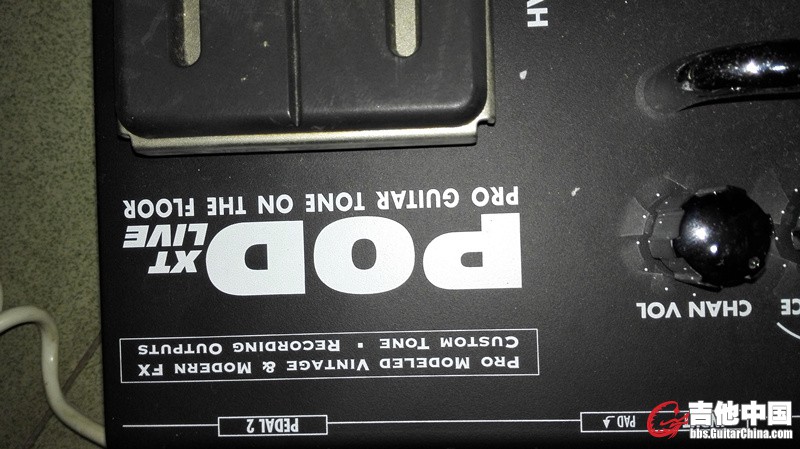 PRO MODELED VINTAGE & MODERN FX
CUSTOM TONE • RECORDING OUTPUTS
POD XT LIVE
PRO GUITAR TONE ON THE FLOOR
CHAN VOL
PEDAL 2
PAD
吉他中国
bbs.GuitarChina.com